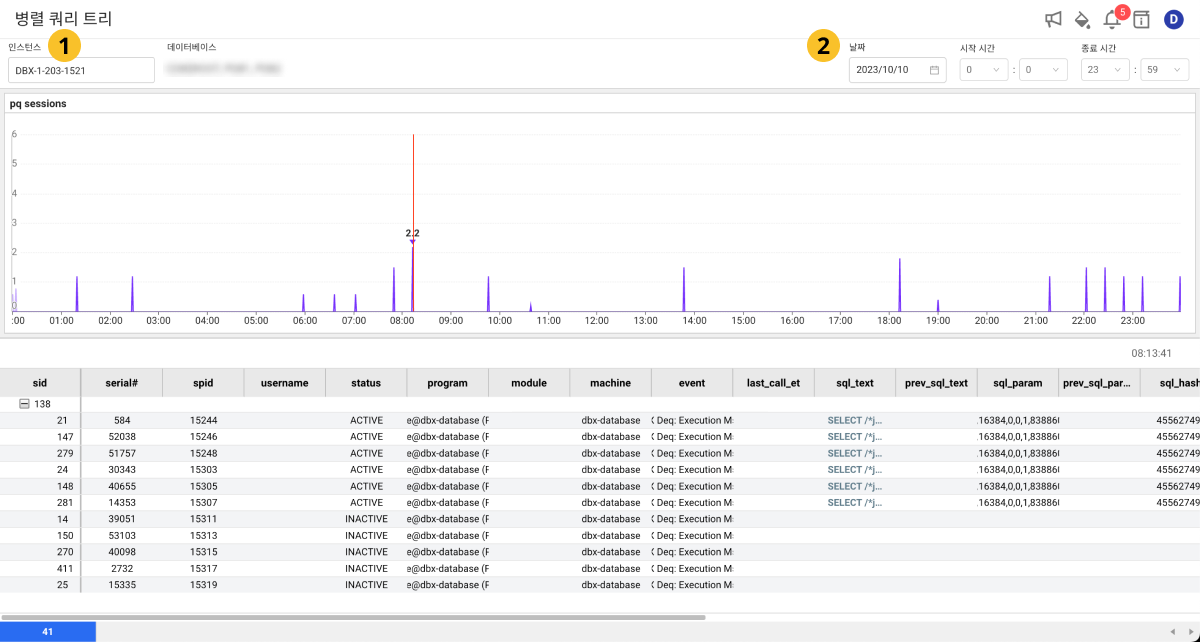 병렬 쿼리 트리
5
D
인스턴스 1 데이터베이스 2 날짜 시작 시간 종료 시간
DBX-1-203-1521 2023/10/10 0 : 0 23 : 59
pq sessions
6
5
4
3
2.2
2
1
0
:00 01:00 02:00 03:00 04:00 05:00 06:00 07:00 08:00 09:00 10:00 11:00 12:00 13:00 14:00 15:00 16:00 17:00 18:00 19:00 20:00 21:00 22:00 23:00
08:13:41
sid serial# spid username status program module machine event last_call_et sql_text prev_sql_text sql_param prev_sql_par... sql_hash
138
21 584 15244 ACTIVE e@dbx-database (P dbx-database Deq: Execution M SELECT /*j... 16384,0,0,1,838860 45562749
147 52038 15246 ACTIVE e@dbx-database (P dbx-database Deq: Execution M SELECT /*j... 16384,0,0,1,838860 45562749
279 51757 15248 ACTIVE e@dbx-database (P dbx-database Deq: Execution M SELECT /*j... 16384,0,0,1,838860 45562749
24 30343 15303 ACTIVE e@dbx-database (P dbx-database Deq: Execution M SELECT /*j... 16384,0,0,1,838860 45562749
148 40655 15305 ACTIVE e@dbx-database (P dbx-database Deq: Execution M SELECT /*j... 16384,0,0,1,838860 45562749
281 14353 15307 ACTIVE e@dbx-database (P dbx-database Deq: Execution M SELECT /*j... 16384,0,0,1,838860 45562749
14 39051 15311 INACTIVE e@dbx-database (P dbx-database Deq: Execution M
150 53103 15313 INACTIVE e@dbx-database (P dbx-database Deq: Execution M
270 40098 15315 INACTIVE e@dbx-database (P dbx-database Deq: Execution M
411 2732 15317 INACTIVE e@dbx-database (P dbx-database Deq: Execution M
25 15335 15319 INACTIVE e@dbx-database (P dbx-database Deq: Execution M
41